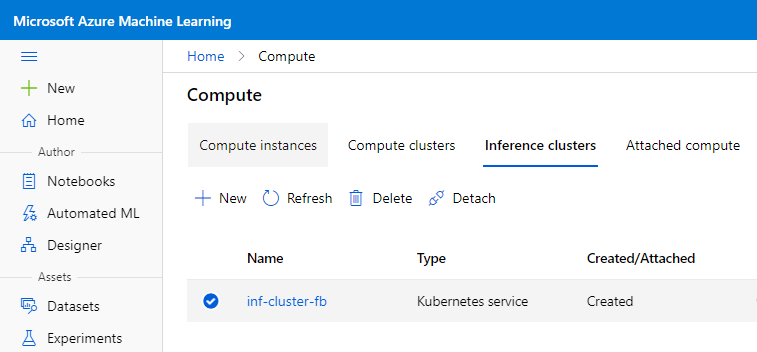 Microsoft Azure Machine Learning
Home > Compute
New
Home
Author
Notebooks
Automated ML
Designer
Assets
Datasets
Experiments
Compute
Compute instances Compute clusters Inference clusters Attached compute
New Refresh Delete Detach
Name Type Created/Attached
inf-cluster-fb Kubernetes service Created